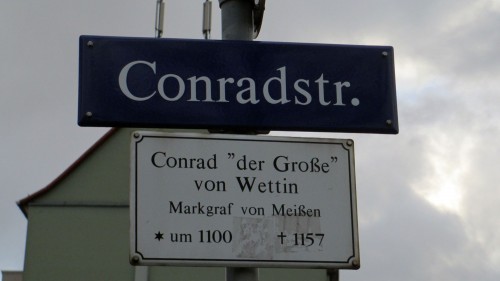 Conradstr.
Conrad "der Große"
von Wettin
Markgraf von Meißen
* um 1100 † 1157